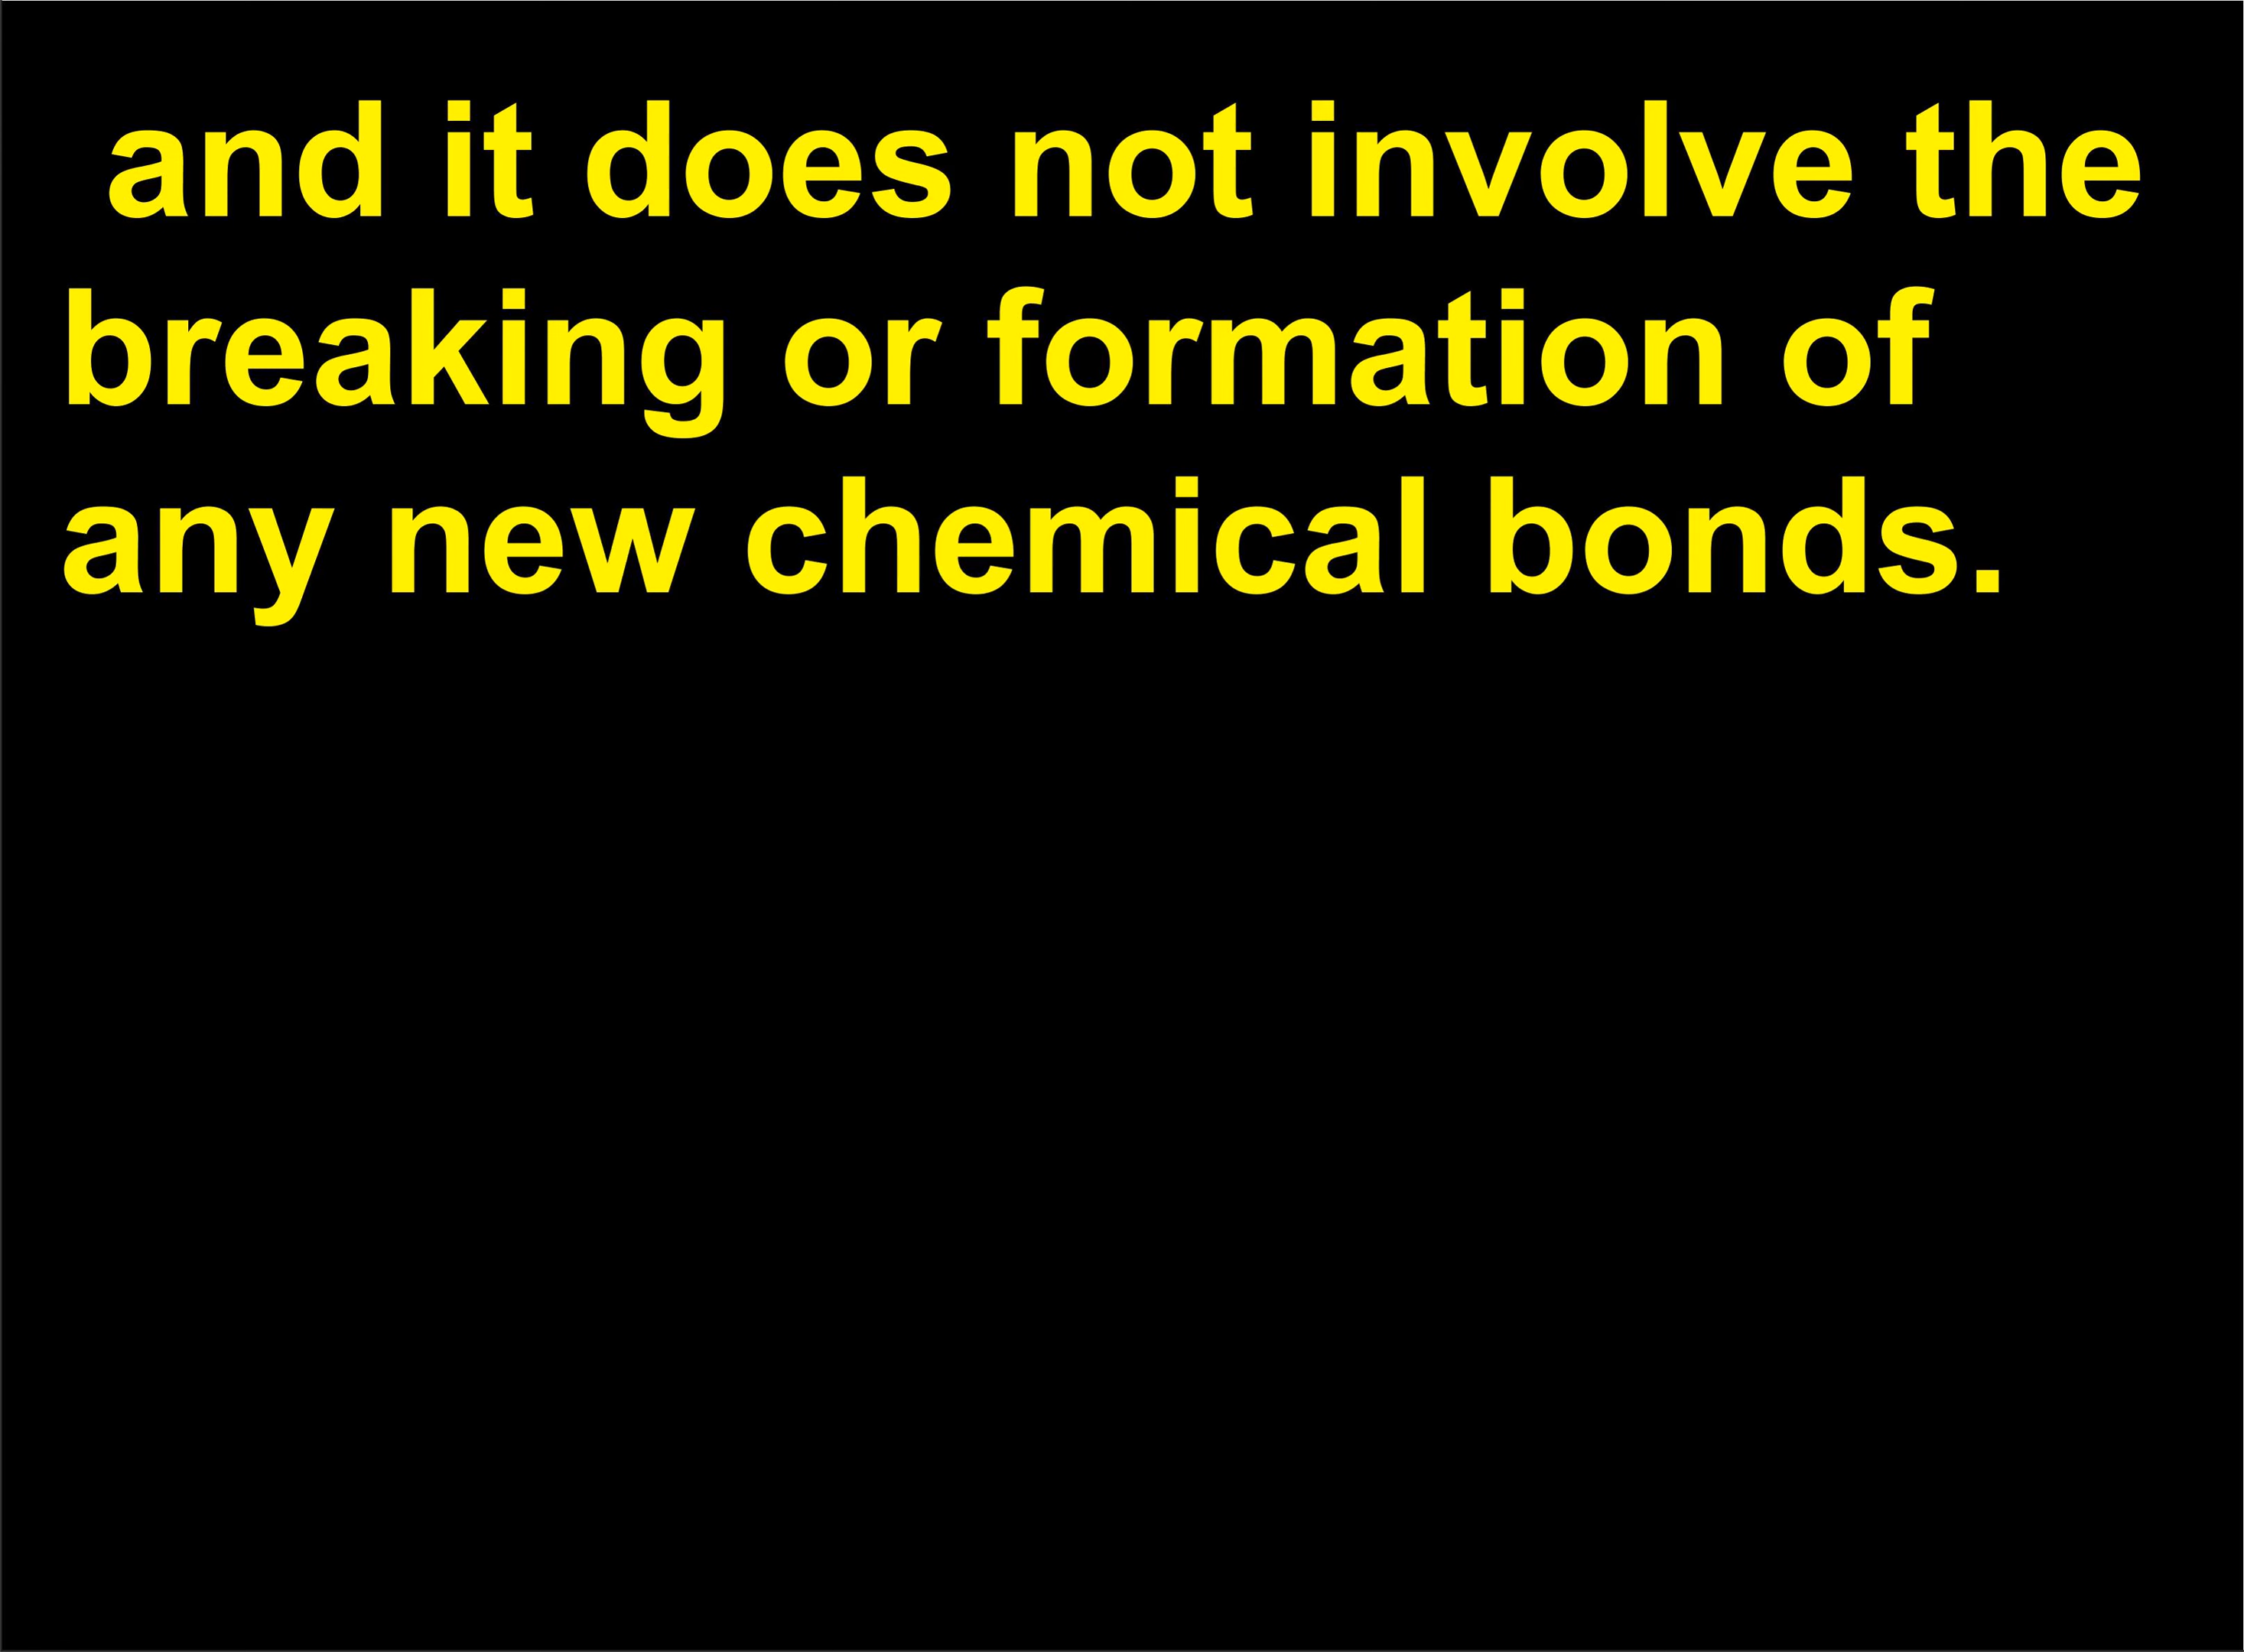 and it does not involve the
breaking or formation of
any new chemical bonds.